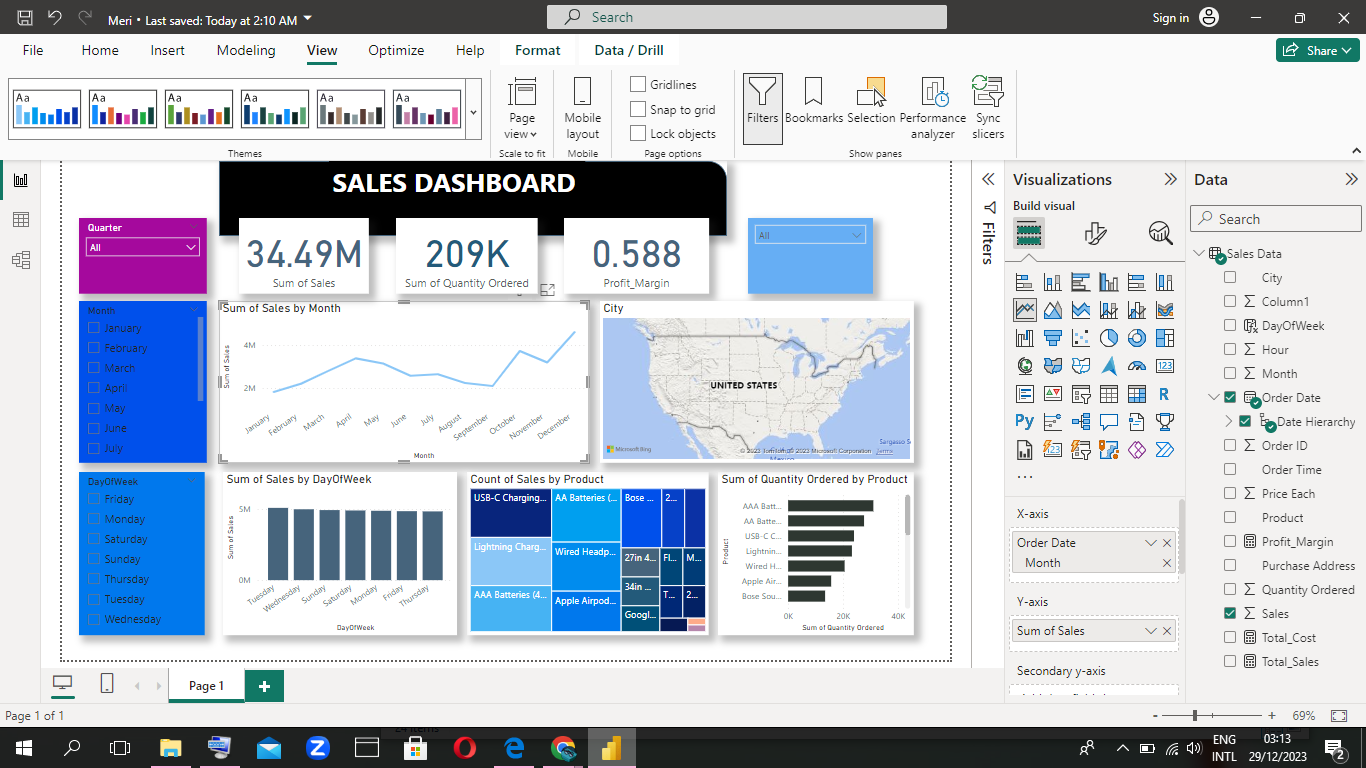 Meri • Last saved: Today at 2:10 AM
Search
Sign in
File
Home
Insert
Modeling
View
Optimize
Help
Format
Data / Drill
Share
Aa
Aa
Aa
Aa
Aa
Aa
Themes
Page view
Scale to fit
Mobile layout
Mobile
Gridlines
Snap to grid
Lock objects
Page options
Filters
Bookmarks
Selection
Performance analyzer
Sync slicers
Show panes
SALES DASHBOARD
Quarter
All
34.49M
Sum of Sales
209K
Sum of Quantity Ordered
0.588
Profit_Margin
All
Month
January
February
March
April
May
June
July
Sum of Sales by Month
Sum of Sales
4M
2M
January
February
March
April
May
June
July
August
September
October
November
December
Month
City
UNITED STATES
Microsoft Bing
Mexico
Sargasso S
© 2023 TomTom, © 2023 Microsoft Corporation Terms
DayOfWeek
Friday
Monday
Saturday
Sunday
Thursday
Tuesday
Wednesday
Sum of Sales by DayOfWeek
Sum of Sales
5M
0M
Tuesday
Wednesday
Sunday
Saturday
Monday
Friday
Thursday
DayOfWeek
Count of Sales by Product
USB-C Charging...
Lightning Charg...
AAA Batteries (4...
AA Batteries (...
Wired Headp...
Apple Airpod...
Bose ...
2...
27in 4...
34in ...
Googl...
Fl...
M...
T...
2...
Sum of Quantity Ordered by Product
Product
AAA Batt...
AA Batte...
USB-C C...
Lightnin...
Wired H...
Apple Air...
Bose Sou...
0K
20K
40K
Sum of Quantity Ordered
Filters
Visualizations
Build visual
R
Py
123
123
...
X-axis
Order Date
Month
Y-axis
Sum of Sales
Secondary y-axis
Data
Search
Sales Data
City
Column1
DayOfWeek
Hour
Month
Order Date
Date Hierarchy
Order ID
Order Time
Price Each
Product
Profit_Margin
Purchase Address
Quantity Ordered
Sales
Total_Cost
Total_Sales
Page 1
Page 1 of 1
69%
24 items
ENG
INTL
03:13
29/12/2023
2